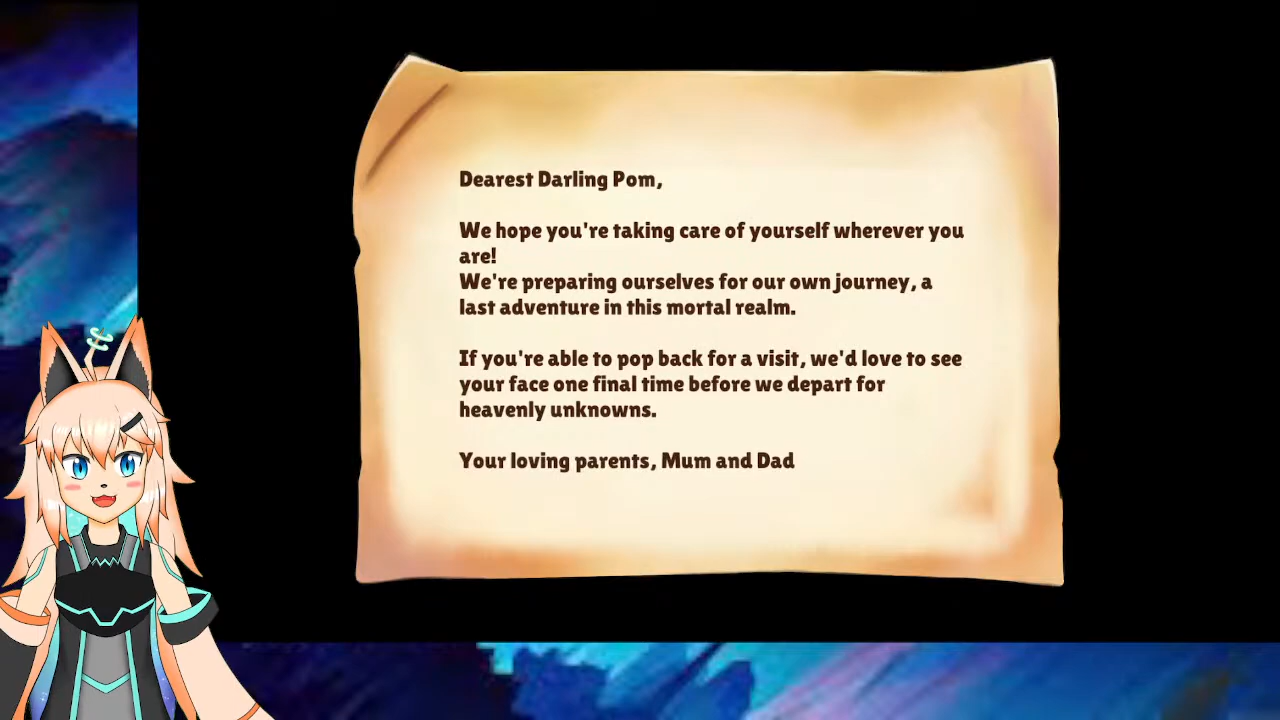 Dearest Darling Pom,
We hope you're taking care of yourself wherever you
are!
We're preparing ourselves for our own journey, a
last adventure in this mortal realm.
If you're able to pop back for a visit, we'd love to see
your face one final time before we depart for
heavenly unknowns.
Your loving parents, Mum and Dad